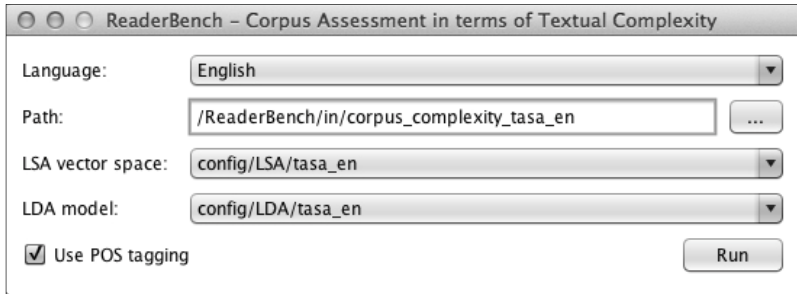 ReaderBench – Corpus Assessment in terms of Textual Complexity
Language: English
Path: /ReaderBench/in/corpus_complexity_tasa_en ...
LSA vector space: config/LSA/tasa_en
LDA model: config/LDA/tasa_en
Use POS tagging Run